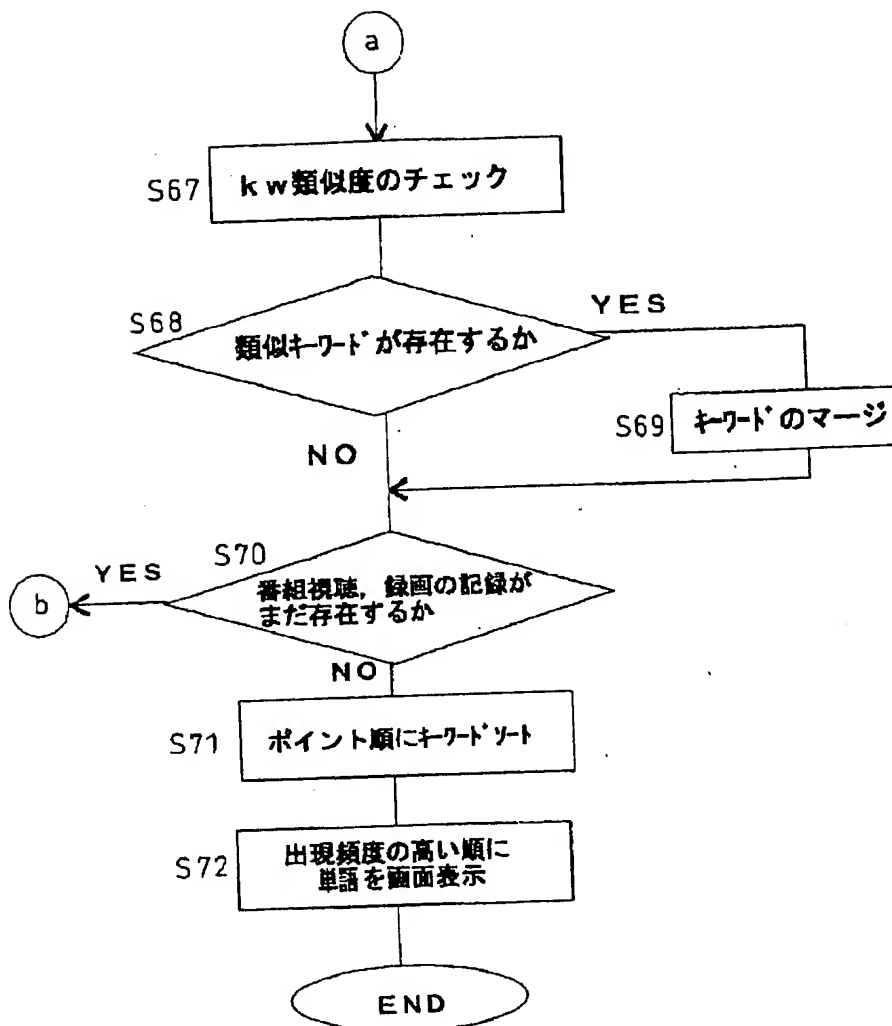 a
S67
kw類似度のチェック
S68
類似ｷｰﾜｰﾄﾞが存在するか
YES
S69
ｷｰﾜｰﾄﾞのマージ
NO
S70
YES
b
番組視聴，録画の記録が
まだ存在するか
NO
S71
ポイント順にｷｰﾜｰﾄﾞソート
S72
出現頻度の高い順に
単語を画面表示
END